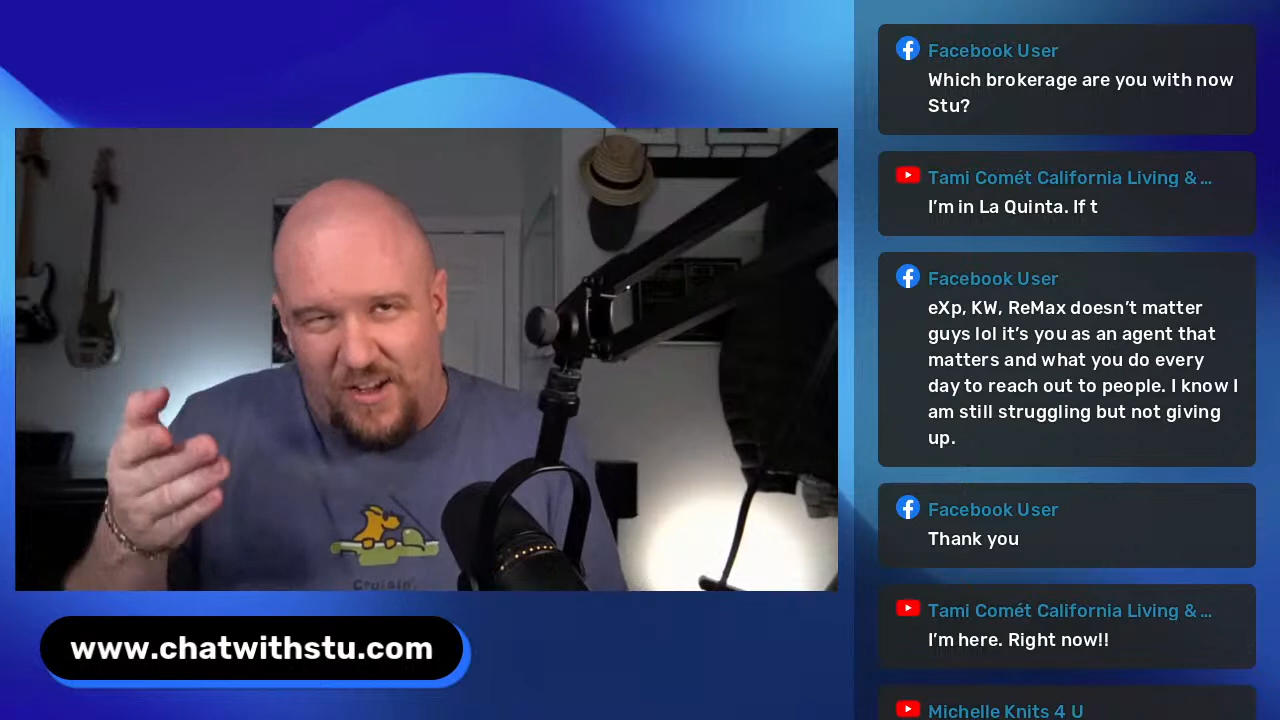 Facebook User
Which brokerage are you with now
Stu?
Tami Comét California Living & ...
I'm in La Quinta. If t
Facebook User
eXp, KW, ReMax doesn't matter
guys lol it's you as an agent that
matters and what you do every
day to reach out to people. I know I
am still struggling but not giving
up.
Facebook User
Thank you
Tami Comét California Living & ...
I'm here. Right now!!
Michelle Knits 4 U
Cruisin'.
www.chatwithstu.com